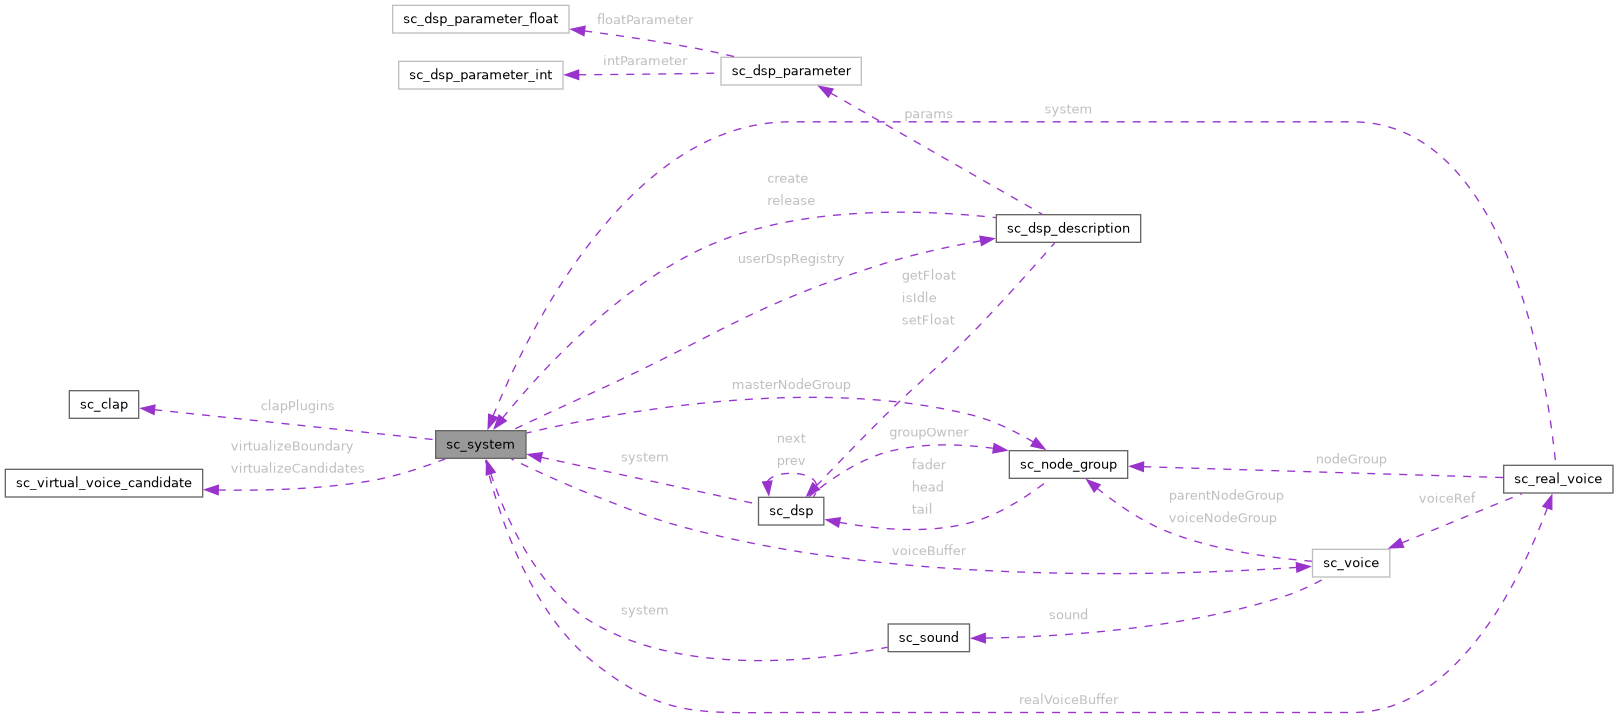 sc_dsp_parameter_float
floatParameter
intParameter
sc_dsp_parameter_int
sc_dsp_parameter
params
system
create
release
sc_dsp_description
userDspRegistry
getFloat
isIdle
setFloat
masterNodeGroup
sc_clap
clapPlugins
sc_system
virtualizeBoundary
virtualizeCandidates
sc_virtual_voice_candidate
system
next
prev
sc_dsp
groupOwner
fader
head
tail
sc_node_group
nodeGroup
sc_real_voice
parentNodeGroup
voiceNodeGroup
voiceRef
voiceBuffer
sc_voice
system
sound
sc_sound
realVoiceBuffer